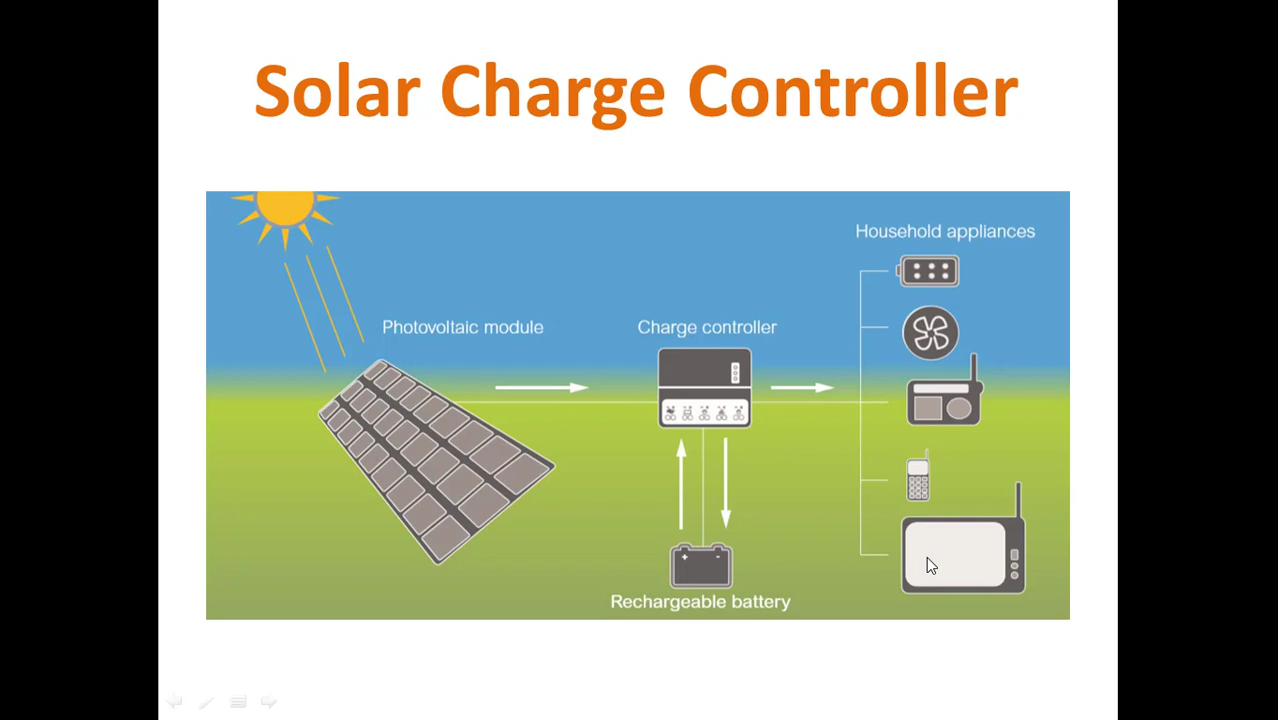 Solar Charge Controller
Household appliances
Photovoltaic module
Charge controller
+ -
Rechargeable battery